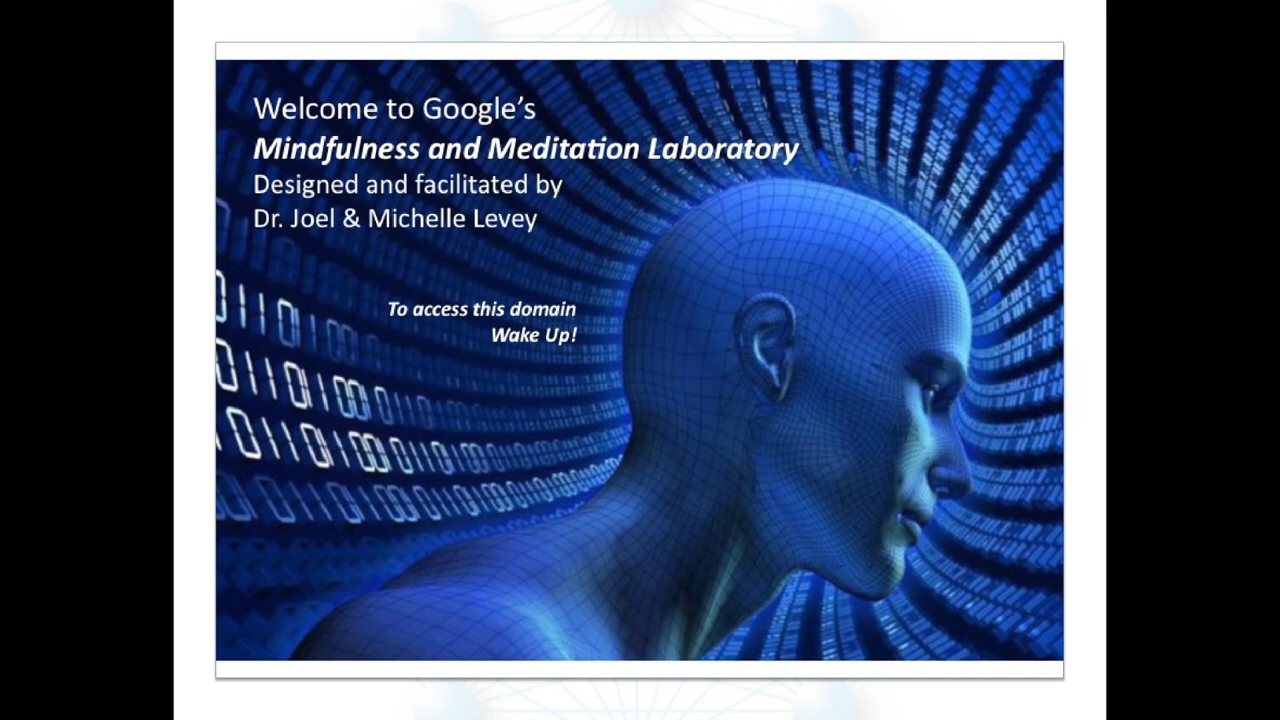 Welcome to Google’s
Mindfulness and Meditation Laboratory
Designed and facilitated by
Dr. Joel & Michelle Levey
To access this domain
Wake Up!